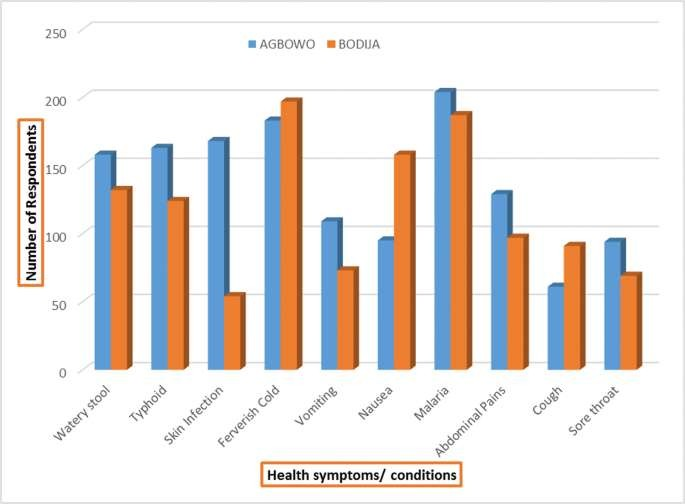 250
200
150
100
50
0
AGBOWO BODIJA
Number of Respondents
Watery stool
Typhoid
Skin Infection
Ferverish Cold
Vomiting
Nausea
Malaria
Abdominal Pains
Cough
Sore throat
Health symptoms/ conditions